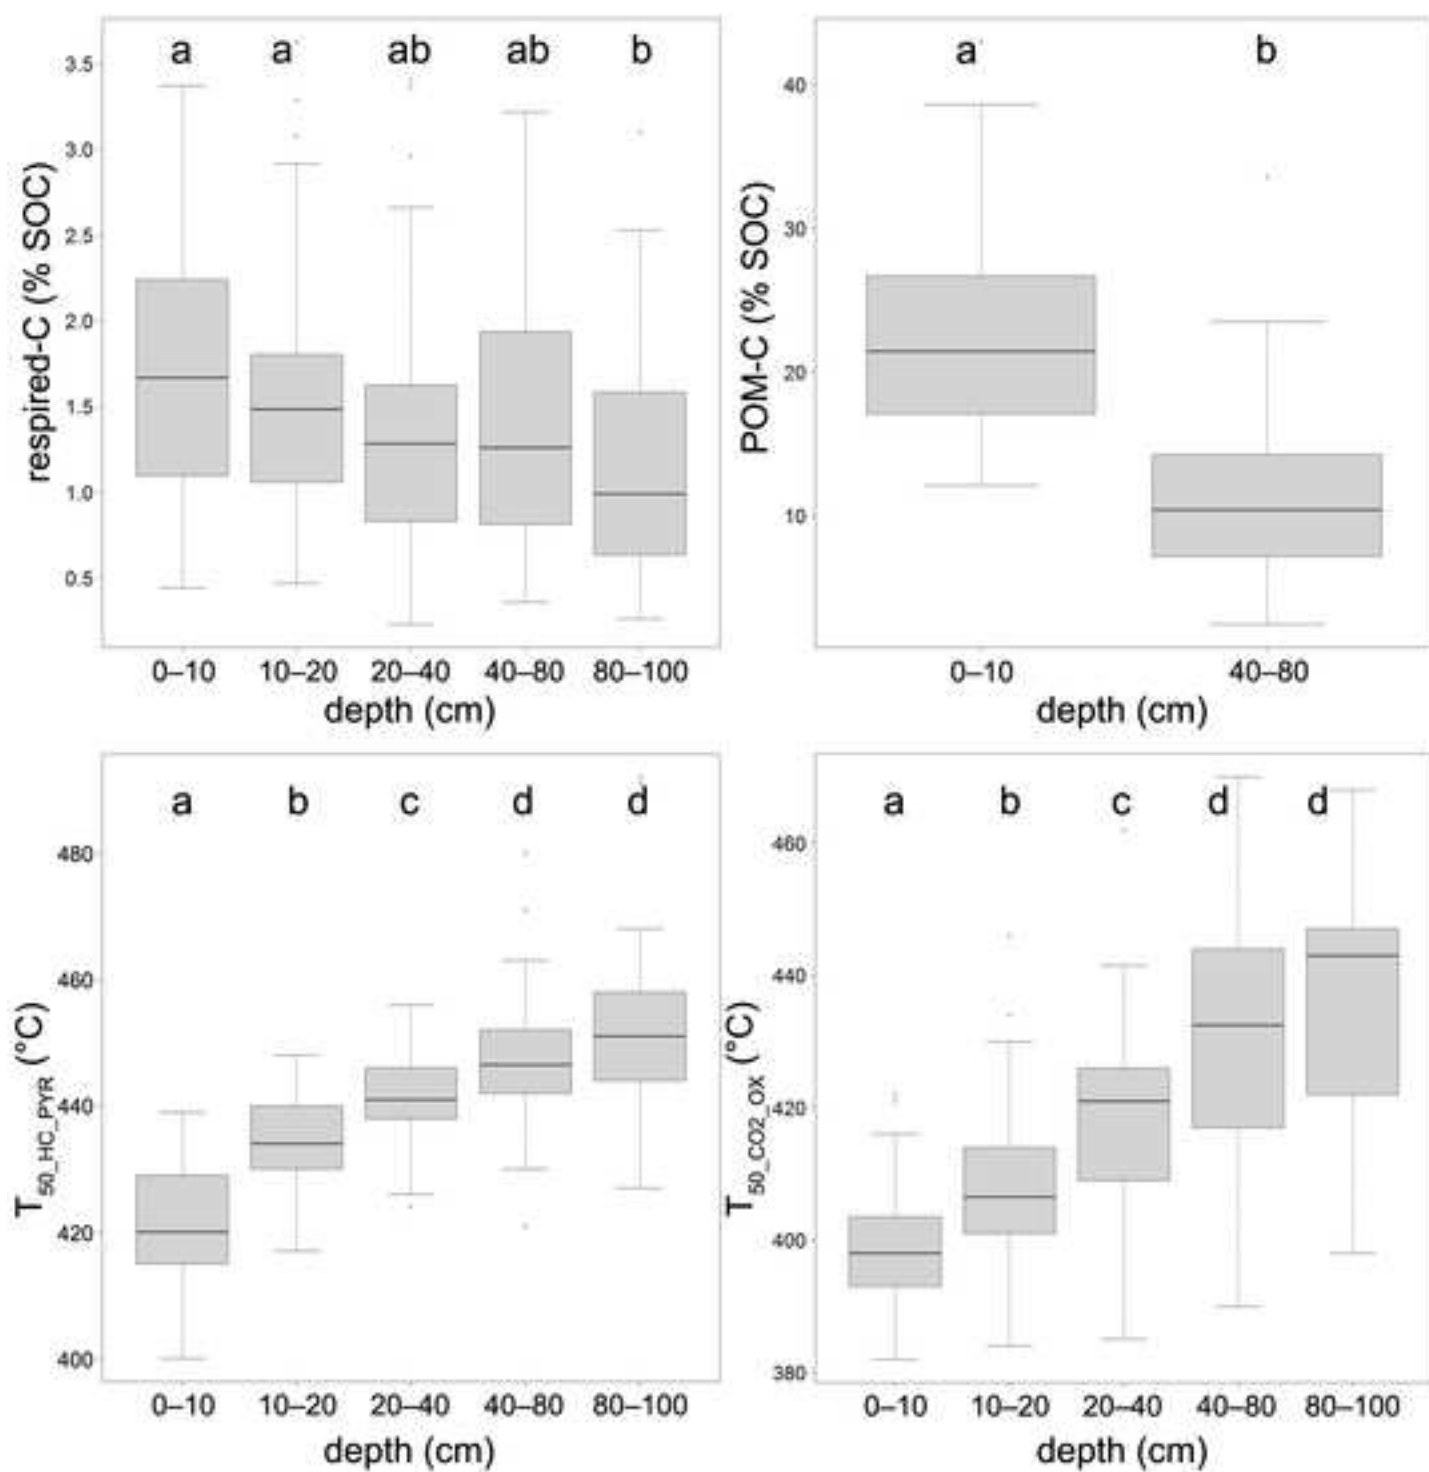 a a ab ab b
3.5
3.0
2.5
2.0
1.5
1.0
0.5
respired-C (% SOC)
0–10 10–20 20–40 40–80 80–100
depth (cm)
a b
40
30
20
10
POM-C (% SOC)
0–10 40–80
depth (cm)
a b c d d
480
460
440
420
400
T50_HC_PYR (°C)
0–10 10–20 20–40 40–80 80–100
depth (cm)
a b c d d
460
440
420
400
380
T50_CO2_OX (°C)
0–10 10–20 20–40 40–80 80–100
depth (cm)